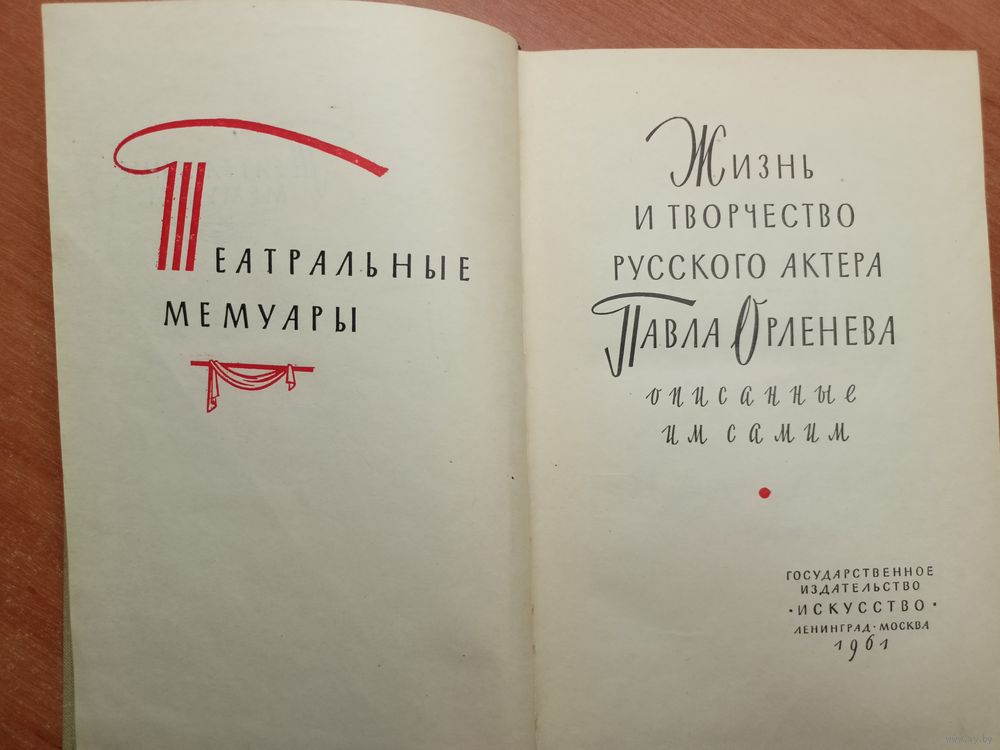 Театральные
мемуары
Жизнь
и творчество
русского актера
Павла Орленева
описанные
им самим
Государственное
издательство
• Искусство •
Ленинград • Москва
1961